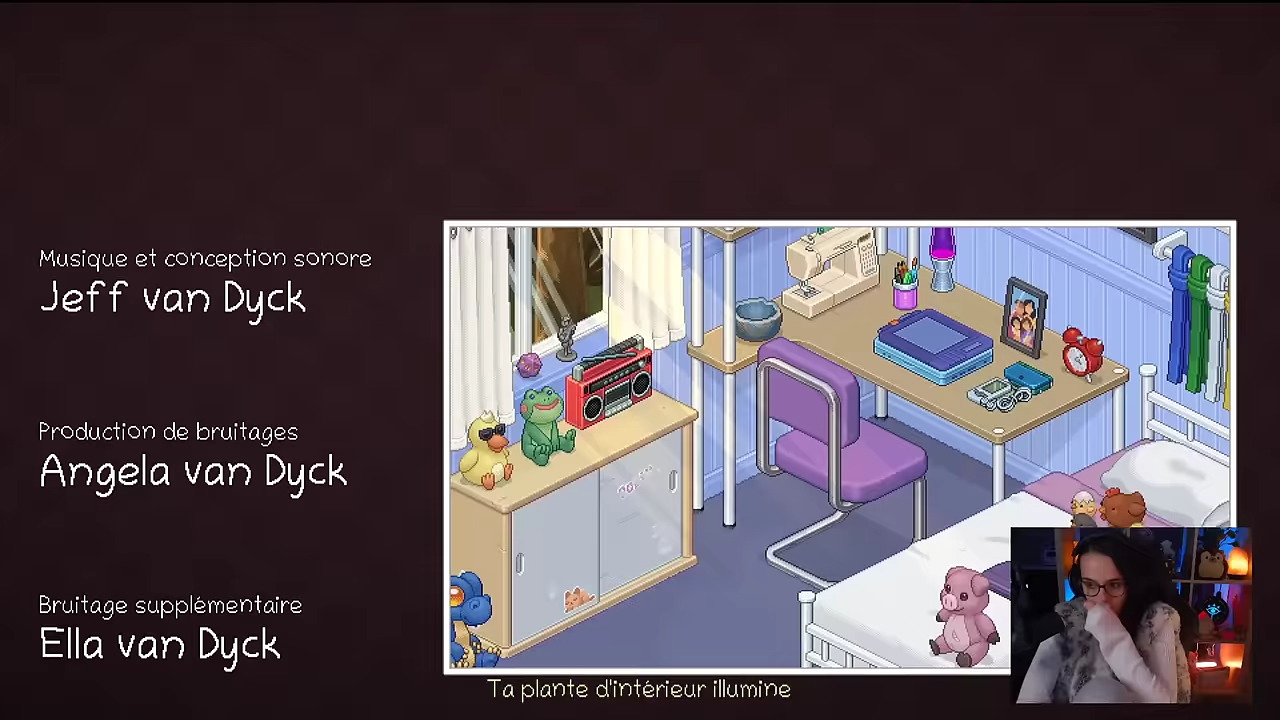 Musique et conception sonore
Jeff van Dyck
Production de bruitages
Angela van Dyck
Bruitage supplémentaire
Ella van Dyck
Ta plante d'intérieur illumine